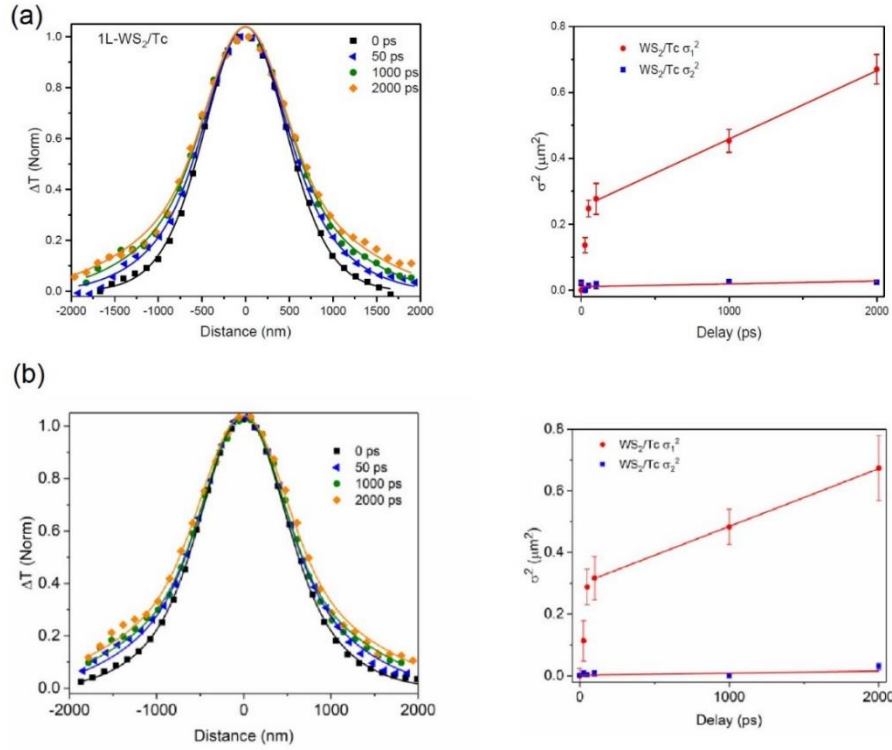 (a)
1L-WS₂/Tc
0 ps
50 ps
1000 ps
2000 ps
ΔT (Norm)
1.0
0.8
0.6
0.4
0.2
0.0
-2000 -1500 -1000 -500 0 500 1000 1500 2000
Distance (nm)
WS₂/Tc σ₁²
WS₂/Tc σ₂²
σ² (μm²)
0.8
0.6
0.4
0.2
0.0
0 1000 2000
Delay (ps)
(b)
0 ps
50 ps
1000 ps
2000 ps
ΔT (Norm)
1.0
0.8
0.6
0.4
0.2
0.0
-2000 -1000 0 1000 2000
Distance (nm)
WS₂/Tc σ₁²
WS₂/Tc σ₂²
σ² (μm²)
0.8
0.6
0.4
0.2
0.0
0 1000 2000
Delay (ps)